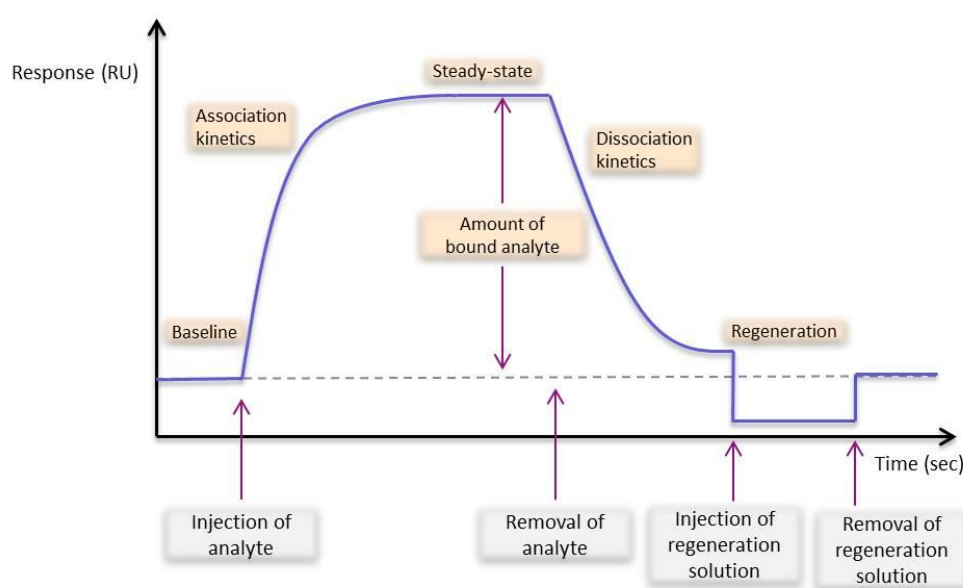 Response (RU)
Steady-state
Association
kinetics
Dissociation
kinetics
Amount of
bound analyte
Baseline
Regeneration
Time (sec)
Injection of
analyte
Removal of
analyte
Injection of
regeneration
solution
Removal of
regeneration
solution